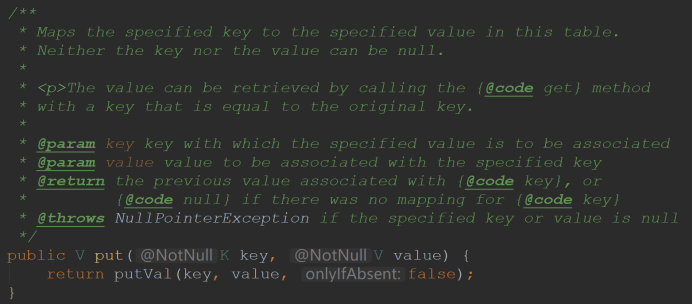 /**
 * Maps the specified key to the specified value in this table.
 * Neither the key nor the value can be null.
 *
 * <p>The value can be retrieved by calling the {@code get} method
 * with a key that is equal to the original key.
 *
 * @param key key with which the specified value is to be associated
 * @param value value to be associated with the specified key
 * @return the previous value associated with {@code key}, or
 *         {@code null} if there was no mapping for {@code key}
 * @throws NullPointerException if the specified key or value is null
 */
public V put( @NotNull K key, @NotNull V value) {
    return putVal(key, value, onlyIfAbsent: false);
}